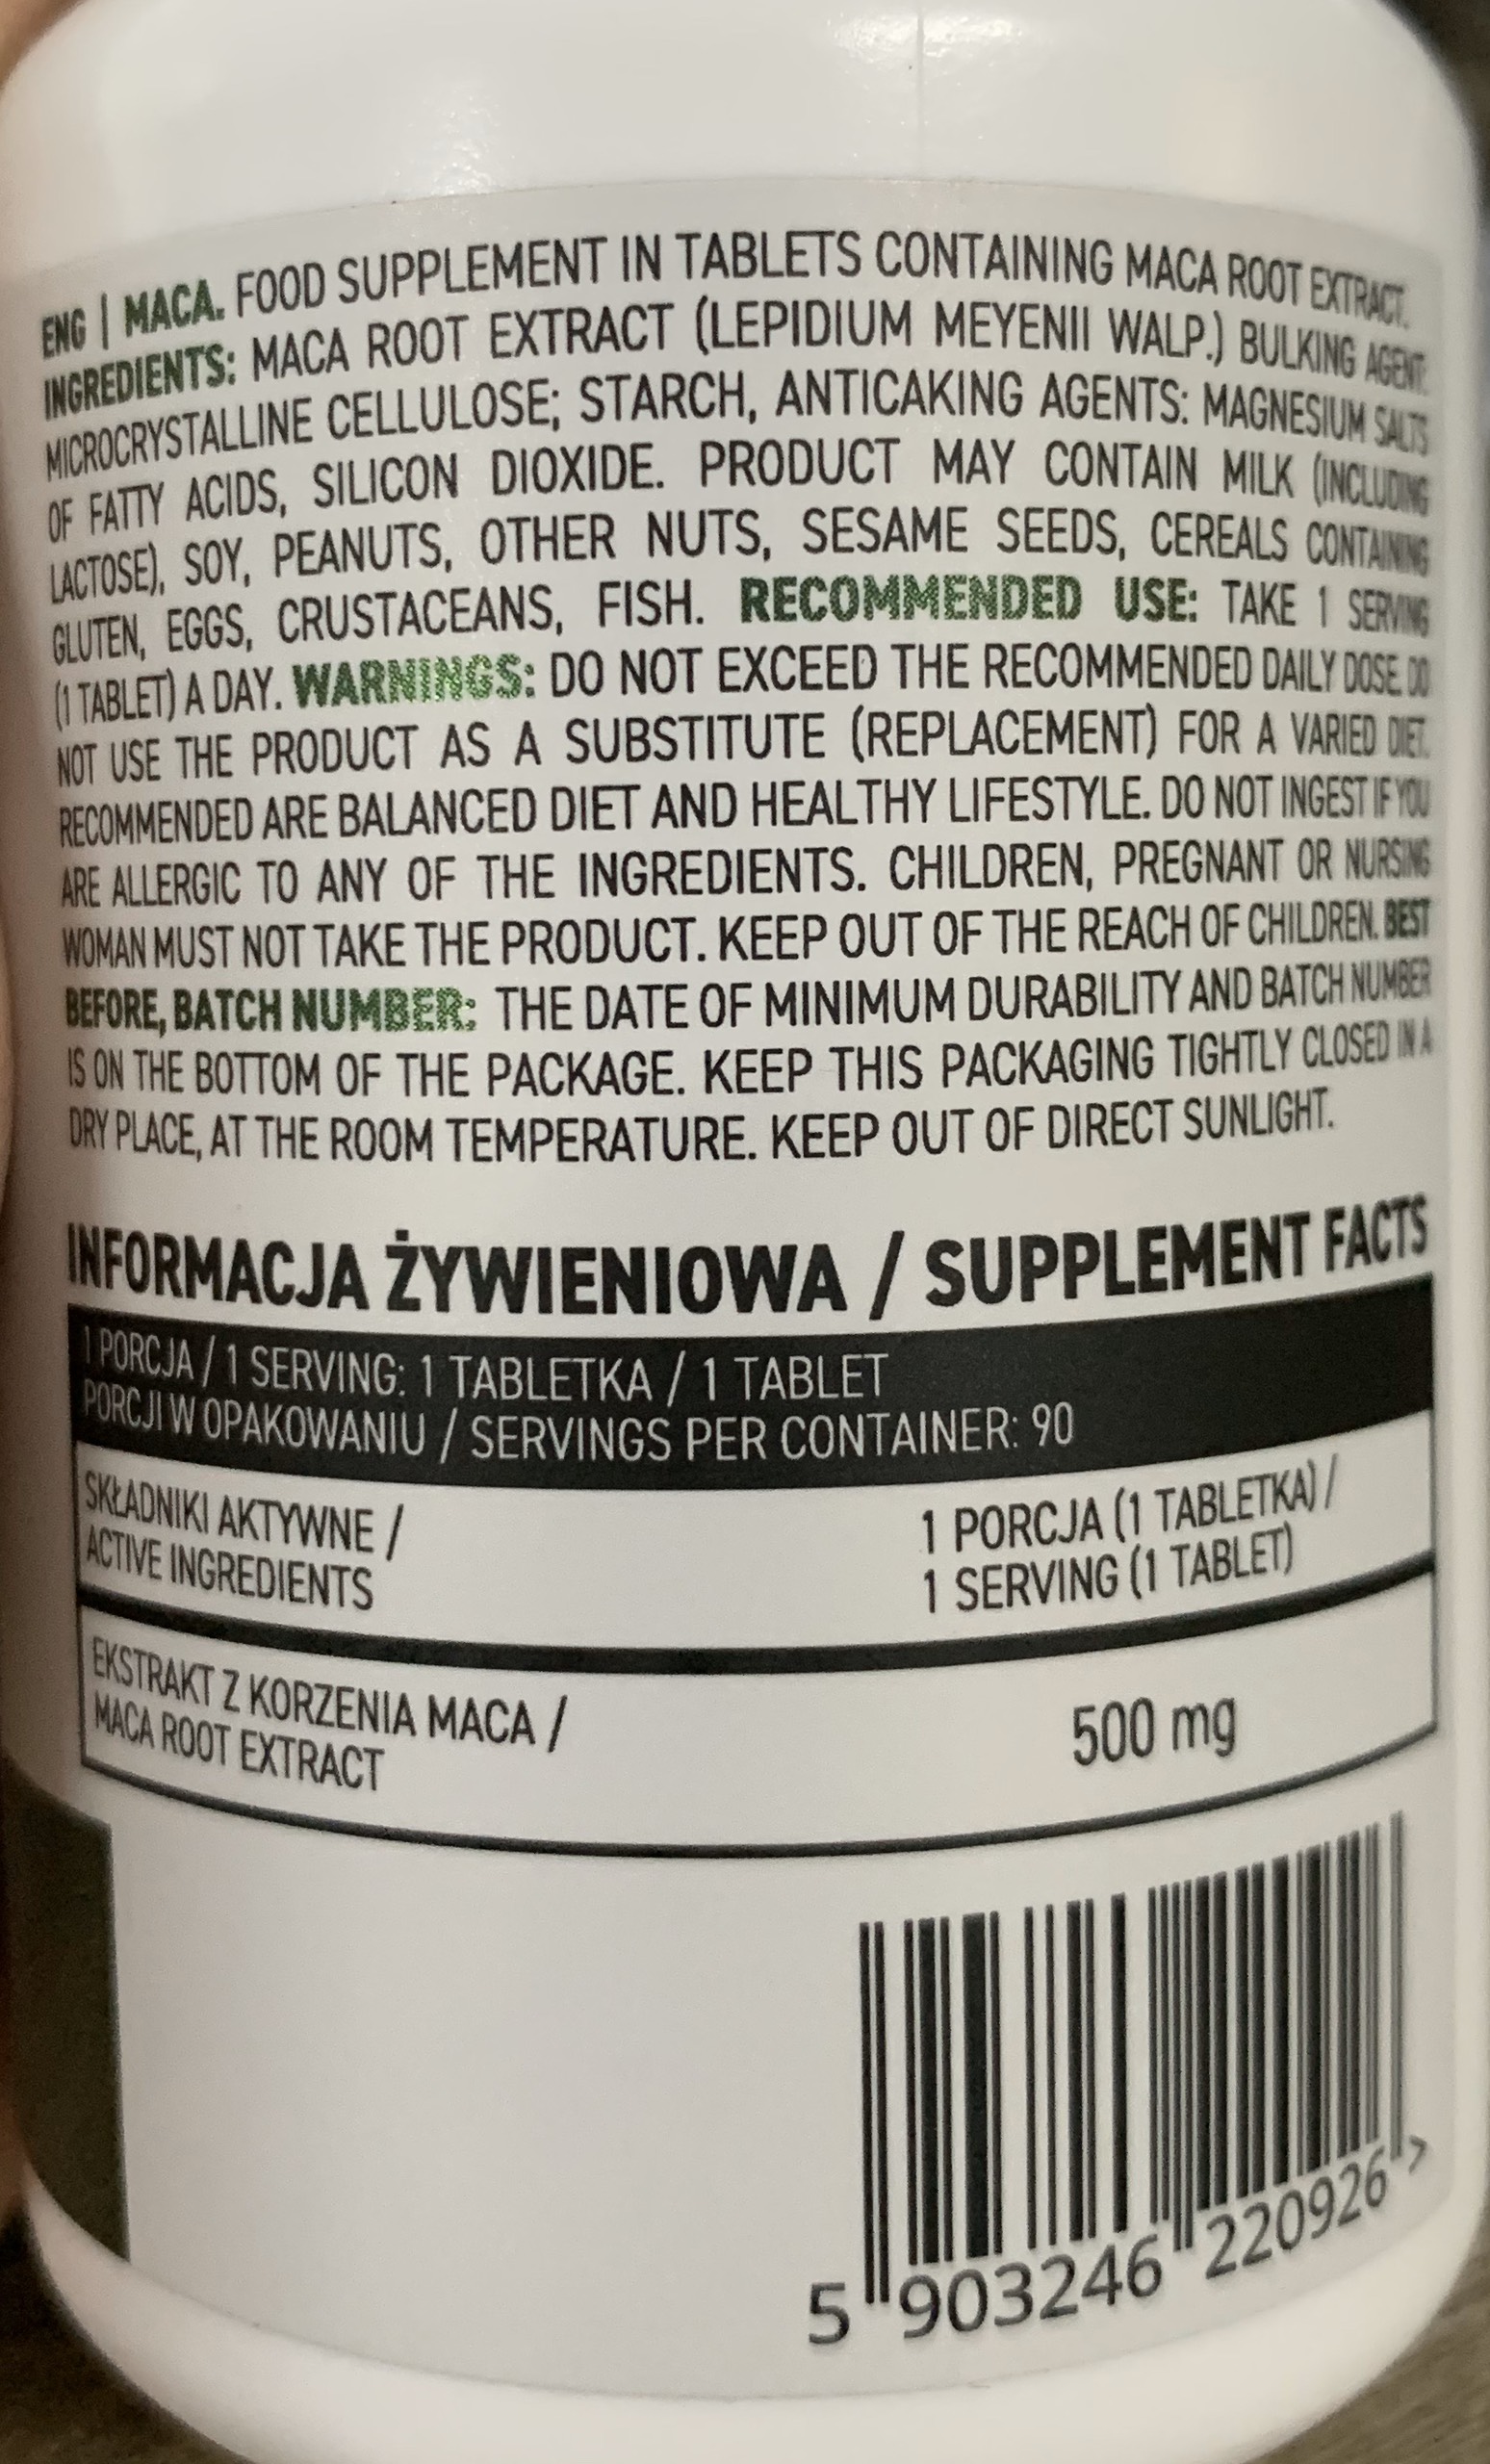 ENG | MACA. FOOD SUPPLEMENT IN TABLETS CONTAINING MACA ROOT EXTRACT.
INGREDIENTS: MACA ROOT EXTRACT (LEPIDIUM MEYENII WALP.) BULKING AGENT:
MICROCRYSTALLINE CELLULOSE; STARCH, ANTICAKING AGENTS: MAGNESIUM SALTS
OF FATTY ACIDS, SILICON DIOXIDE. PRODUCT MAY CONTAIN MILK (INCLUDING
LACTOSE), SOY, PEANUTS, OTHER NUTS, SESAME SEEDS, CEREALS CONTAINING
GLUTEN, EGGS, CRUSTACEANS, FISH. RECOMMENDED USE: TAKE 1 SERVING
(1 TABLET) A DAY. WARNINGS: DO NOT EXCEED THE RECOMMENDED DAILY DOSE. DO
NOT USE THE PRODUCT AS A SUBSTITUTE (REPLACEMENT) FOR A VARIED DIET.
RECOMMENDED ARE BALANCED DIET AND HEALTHY LIFESTYLE. DO NOT INGEST IF YOU
ARE ALLERGIC TO ANY OF THE INGREDIENTS. CHILDREN, PREGNANT OR NURSING
WOMAN MUST NOT TAKE THE PRODUCT. KEEP OUT OF THE REACH OF CHILDREN. BEST
BEFORE, BATCH NUMBER: THE DATE OF MINIMUM DURABILITY AND BATCH NUMBER
IS ON THE BOTTOM OF THE PACKAGE. KEEP THIS PACKAGING TIGHTLY CLOSED IN A
DRY PLACE, AT THE ROOM TEMPERATURE. KEEP OUT OF DIRECT SUNLIGHT.
INFORMACJA ŻYWIENIOWA / SUPPLEMENT FACTS
1 PORCJA / 1 SERVING: 1 TABLETKA / 1 TABLET
PORCJI W OPAKOWANIU / SERVINGS PER CONTAINER: 90
SKŁADNIKI AKTYWNE /
ACTIVE INGREDIENTS
1 PORCJA (1 TABLETKA) /
1 SERVING (1 TABLET)
EKSTRAKT Z KORZENIA MACA /
MACA ROOT EXTRACT
500 mg
5 903246 220926 >